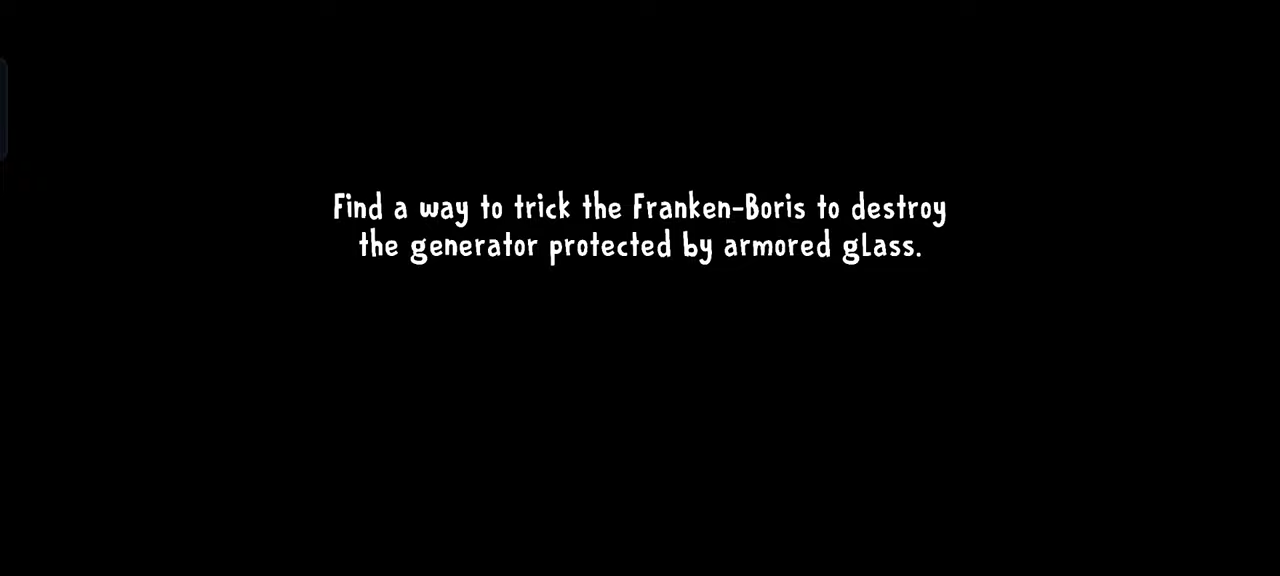 Find a way to trick the Franken-Boris to destroy
the generator protected by armored glass.